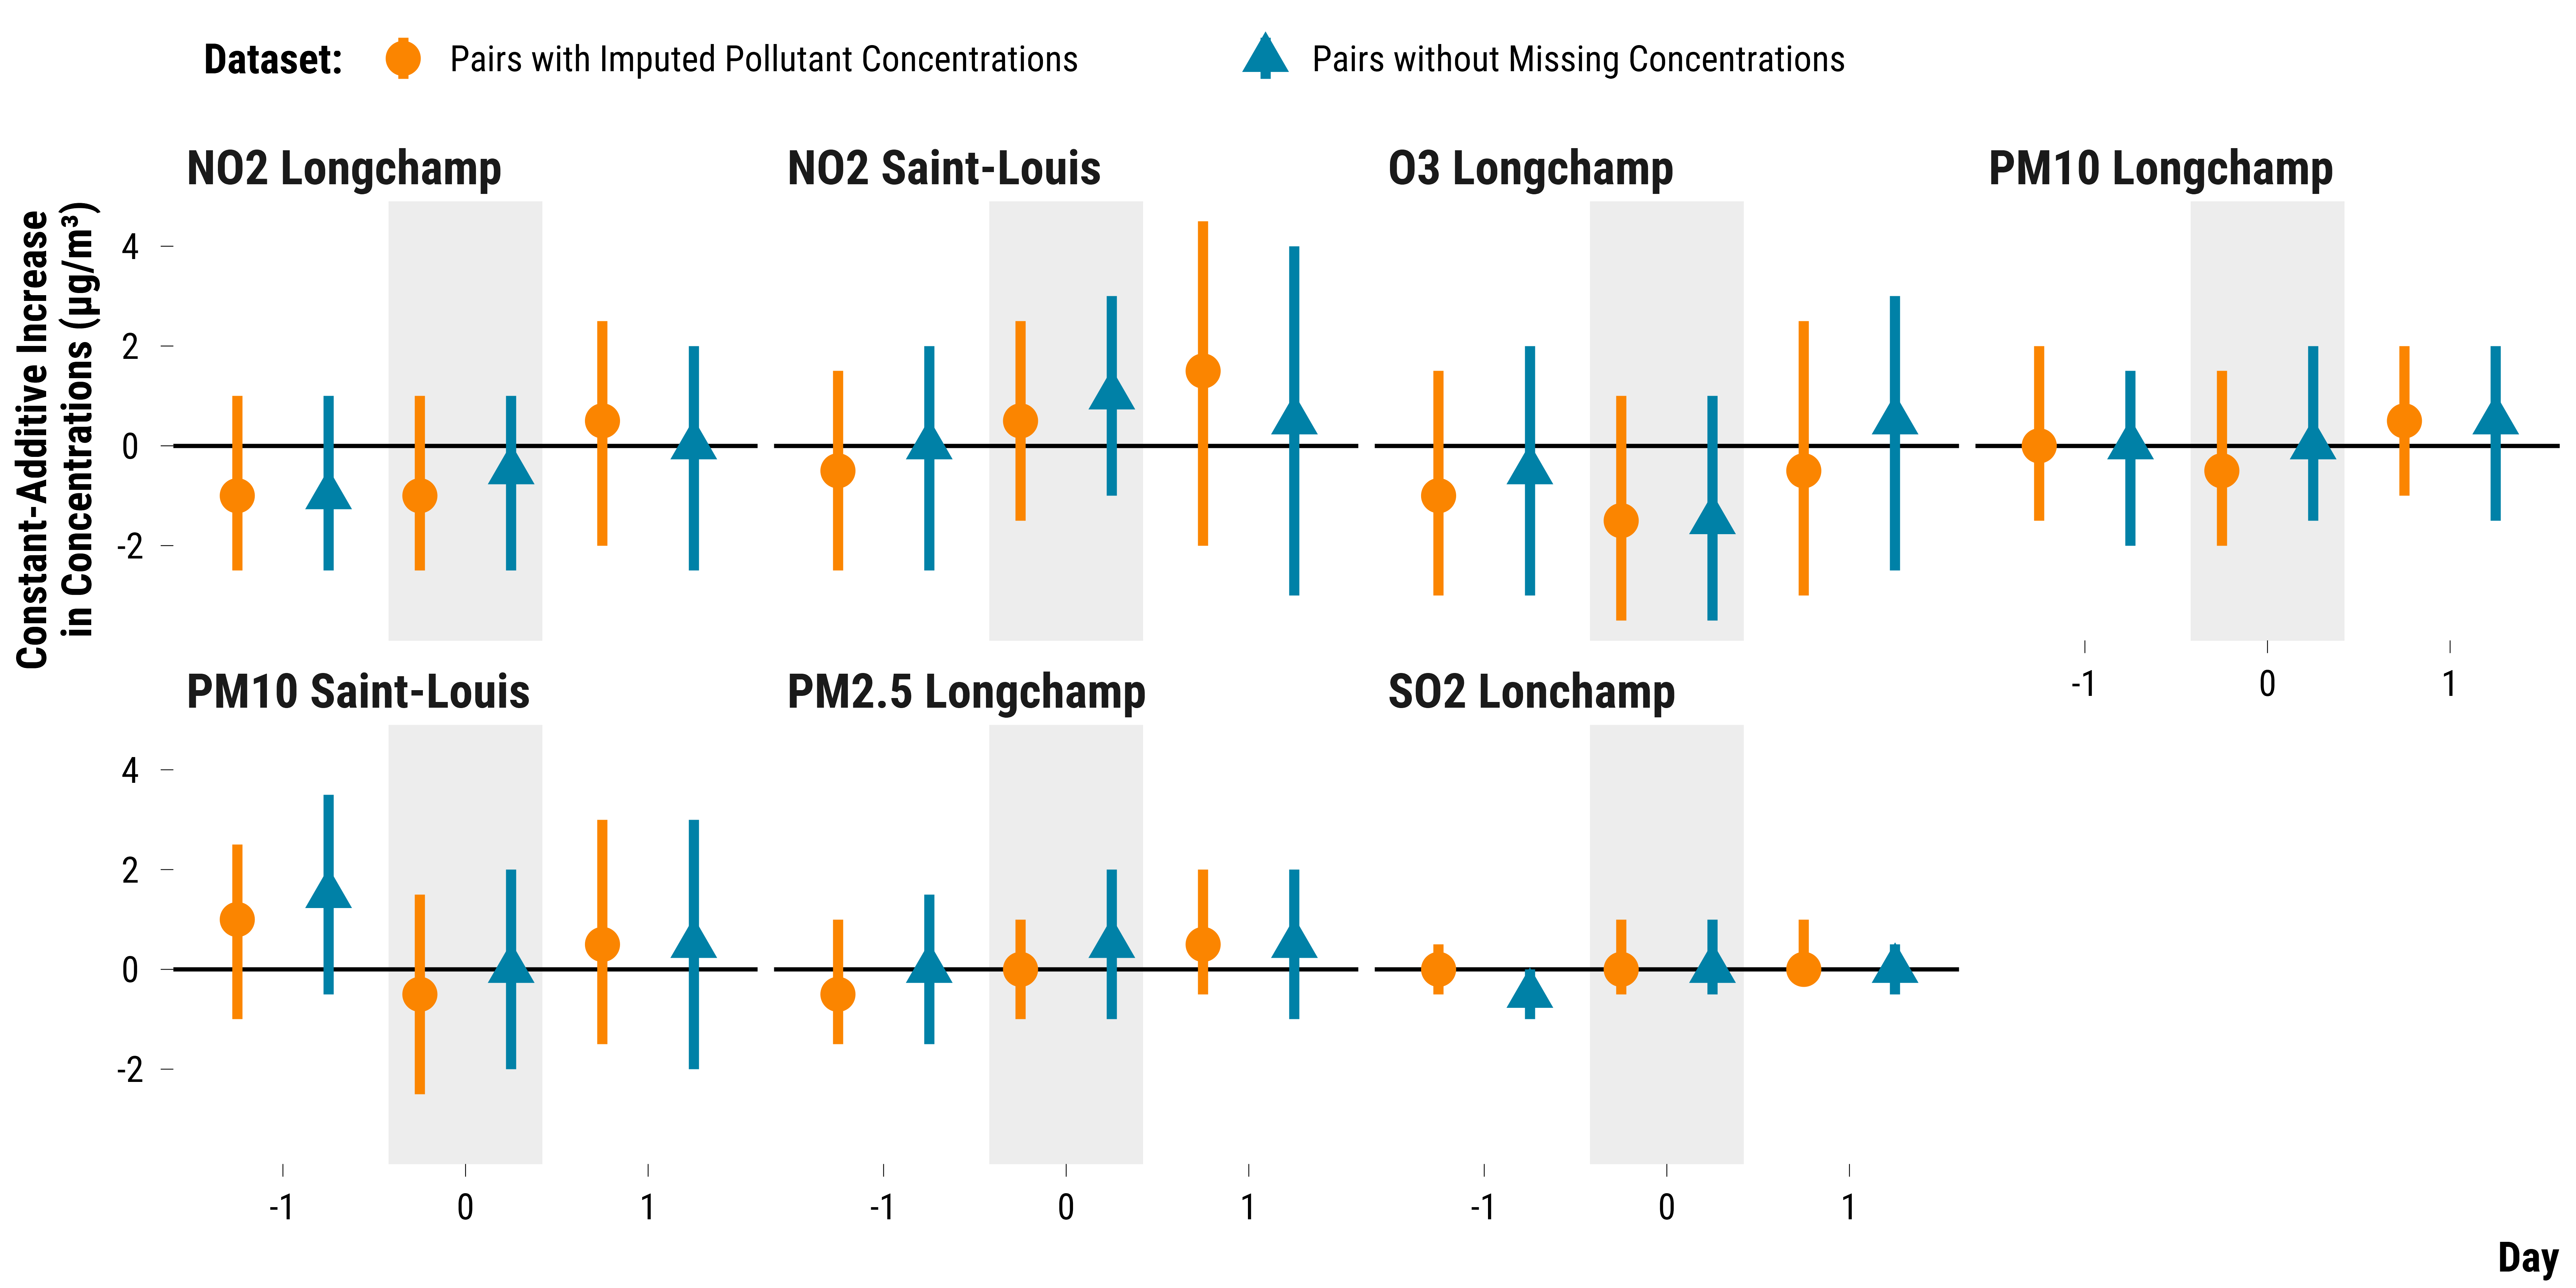 Dataset: Pairs with Imputed Pollutant Concentrations Pairs without Missing Concentrations
NO2 Longchamp NO2 Saint-Louis O3 Longchamp PM10 Longchamp
Constant-Additive Increase
in Concentrations (µg/m³)
4
2
0
-2
-1 0 1
PM10 Saint-Louis PM2.5 Longchamp SO2 Lonchamp
4
2
0
-2
-1 0 1 -1 0 1 -1 0 1
Day